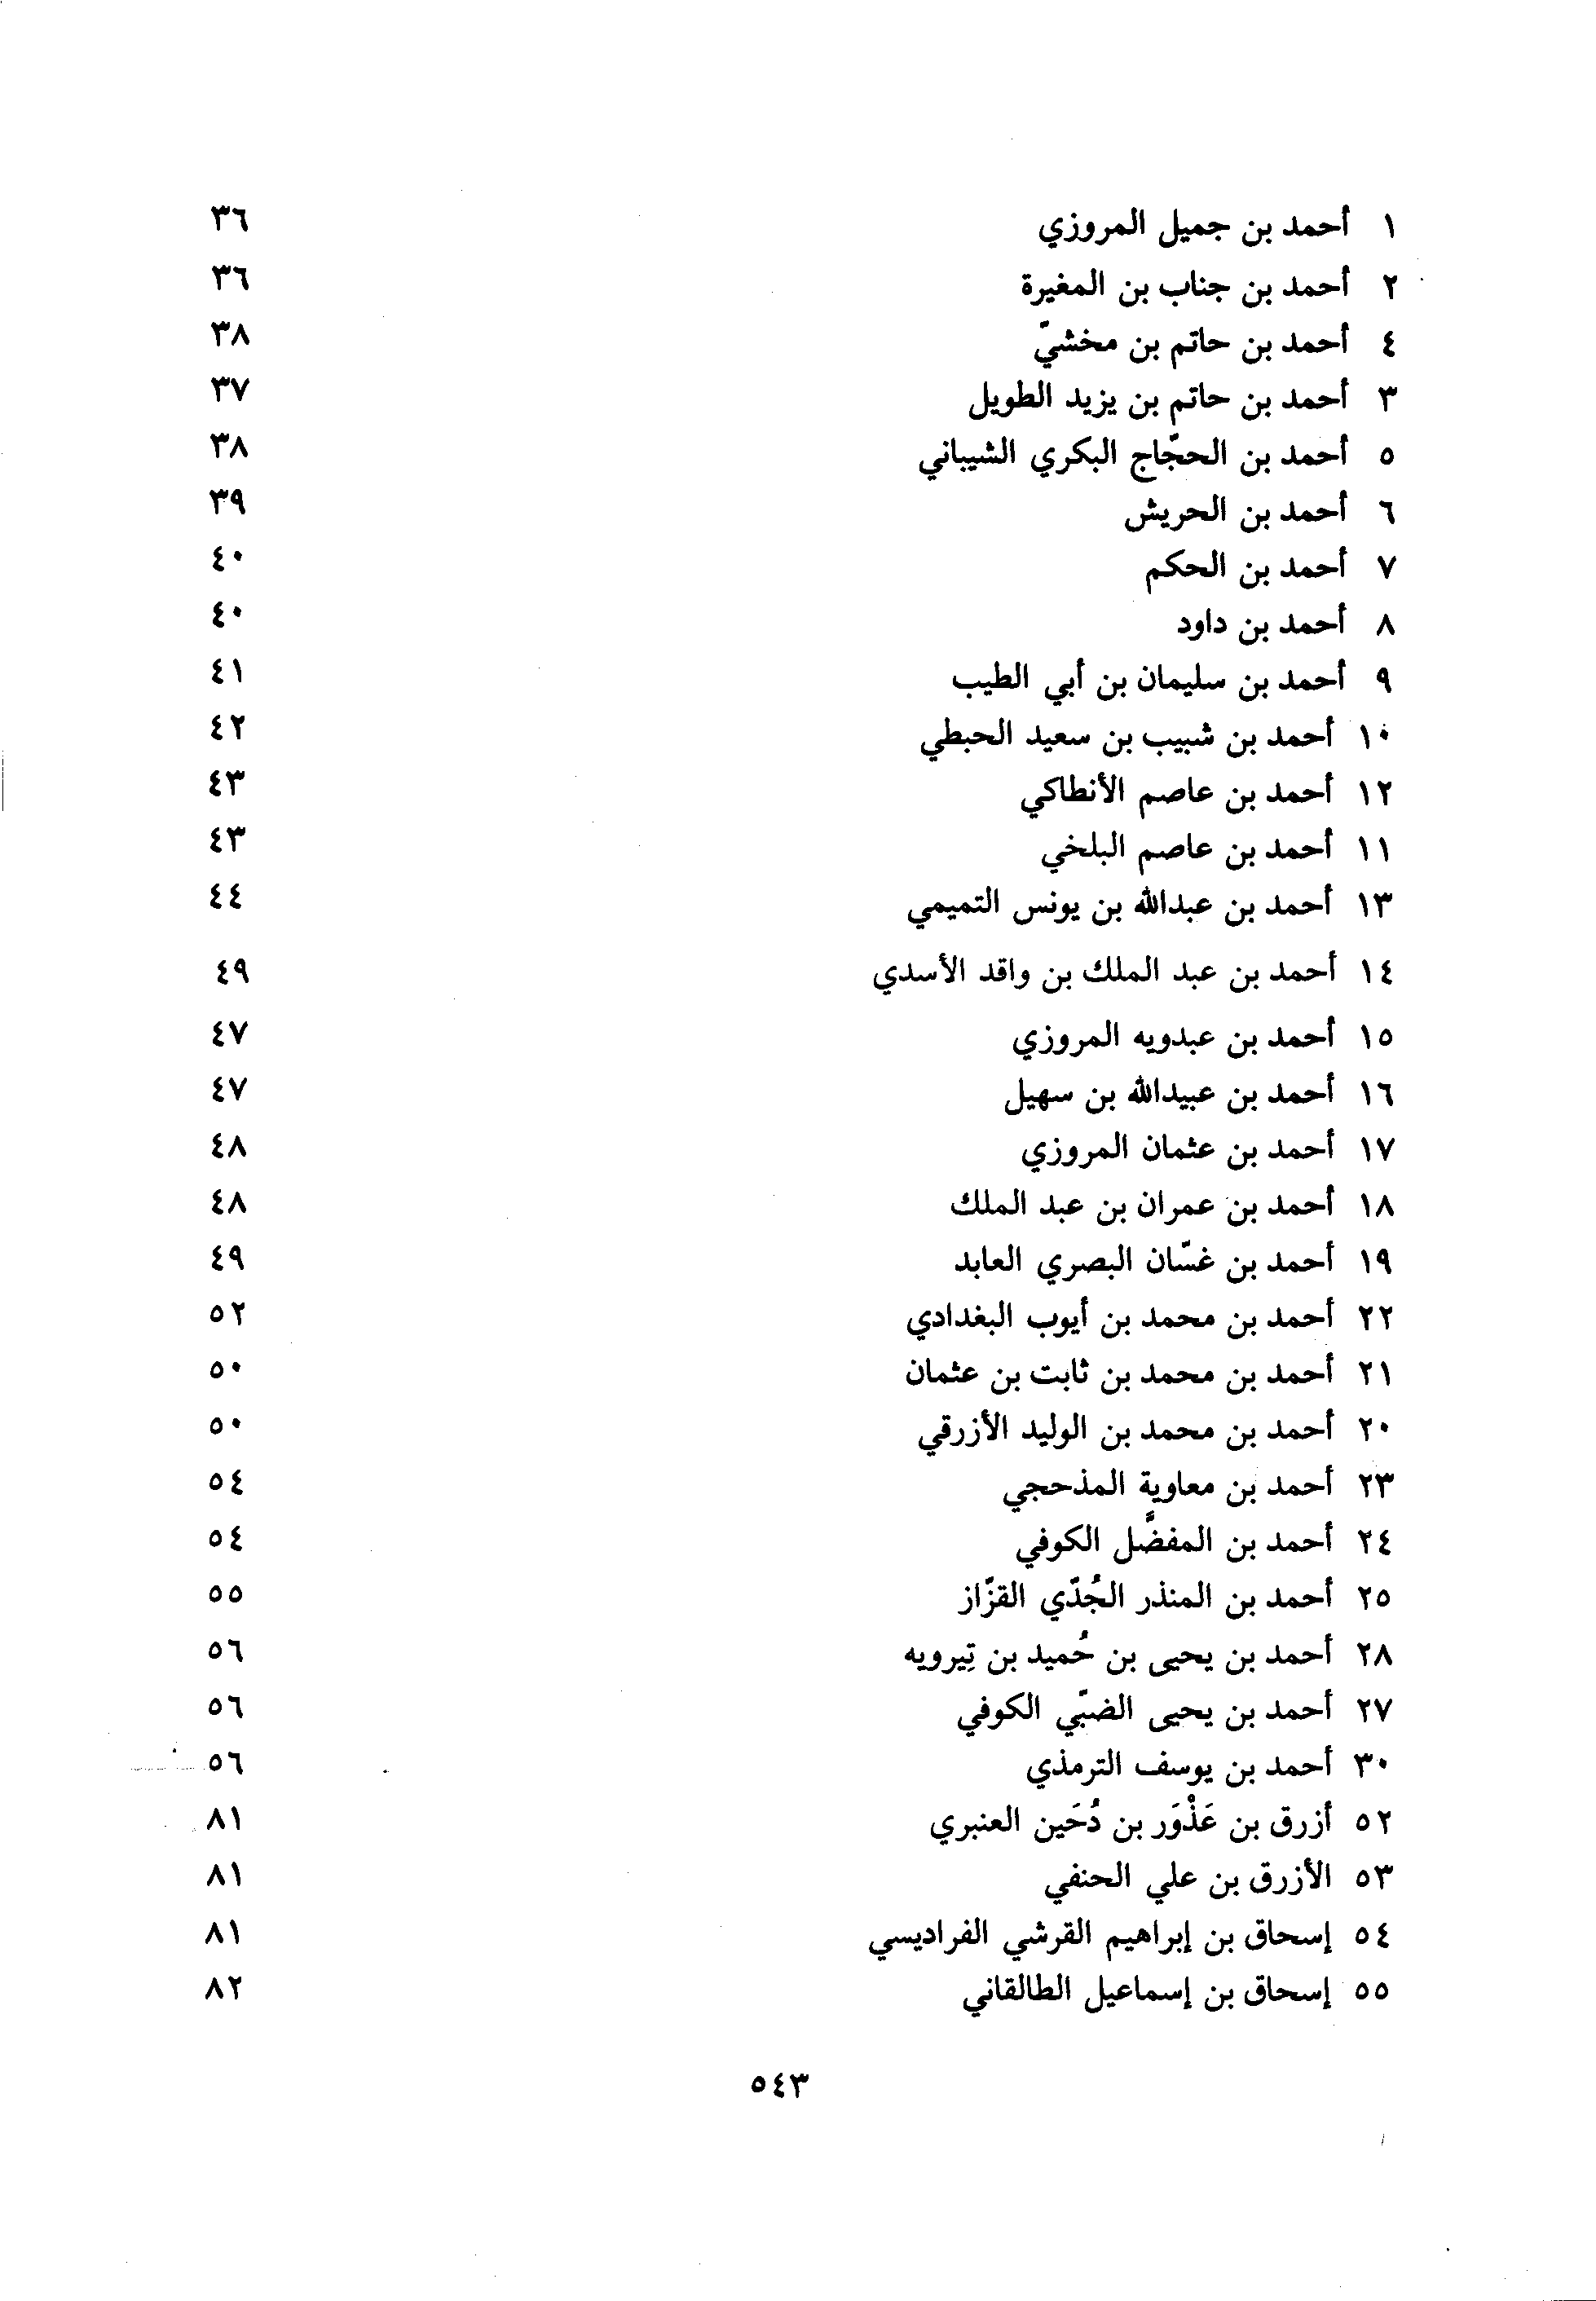 ١ أحمد بن جميل المروزي ٣٦
٢ أحمد بن جناب بن المغيرة ٣٦
٤ أحمد بن حاتم بن مخشيّ ٣٨
٣ أحمد بن حاتم بن يزيد الطويل ٣٧
٥ أحمد بن الحجّاج البكري الشيباني ٣٨
٦ أحمد بن الحريش ٣٩
٧ أحمد بن الحكم ٤٠
٨ أحمد بن داود ٤٠
٩ أحمد بن سليمان بن أبي الطيب ٤١
١٠ أحمد بن شبيب بن سعيد الحبطي ٤٢
١٢ أحمد بن عاصم الأنطاكي ٤٣
١١ أحمد بن عاصم البلخي ٤٣
١٣ أحمد بن عبدالله بن يونس التميمي ٤٤
١٤ أحمد بن عبد الملك بن واقد الأسدي ٤٩
١٥ أحمد بن عبدويه المروزي ٤٧
١٦ أحمد بن عبيدالله بن سهيل ٤٧
١٧ أحمد بن عثمان المروزي ٤٨
١٨ أحمد بن عمران بن عبد الملك ٤٨
١٩ أحمد بن غسّان البصري العابد ٤٩
٢٢ أحمد بن محمد بن أيوب البغدادي ٥٢
٢١ أحمد بن محمد بن ثابت بن عثمان ٥٠
٢٠ أحمد بن محمد بن الوليد الأزرقي ٥٠
٢٣ أحمد بن معاوية المذحجي ٥٤
٢٤ أحمد بن المفضَّل الكوفي ٥٤
٢٥ أحمد بن المنذر الجُدّي القزّاز ٥٥
٢٨ أحمد بن يحيى بن حُميد بن تِيرويه ٥٦
٢٧ أحمد بن يحيى الضبّي الكوفي ٥٦
٣٠ أحمد بن يوسف الترمذي ٥٦
٥٢ أزرق بن عَذْوَر بن دُحَين العنبري ٨١
٥٣ الأزرق بن علي الحنفي ٨١
٥٤ إسحاق بن إبراهيم القرشي الفراديسي ٨١
٥٥ إسحاق بن إسماعيل الطالقاني ٨٢
٥٤٣